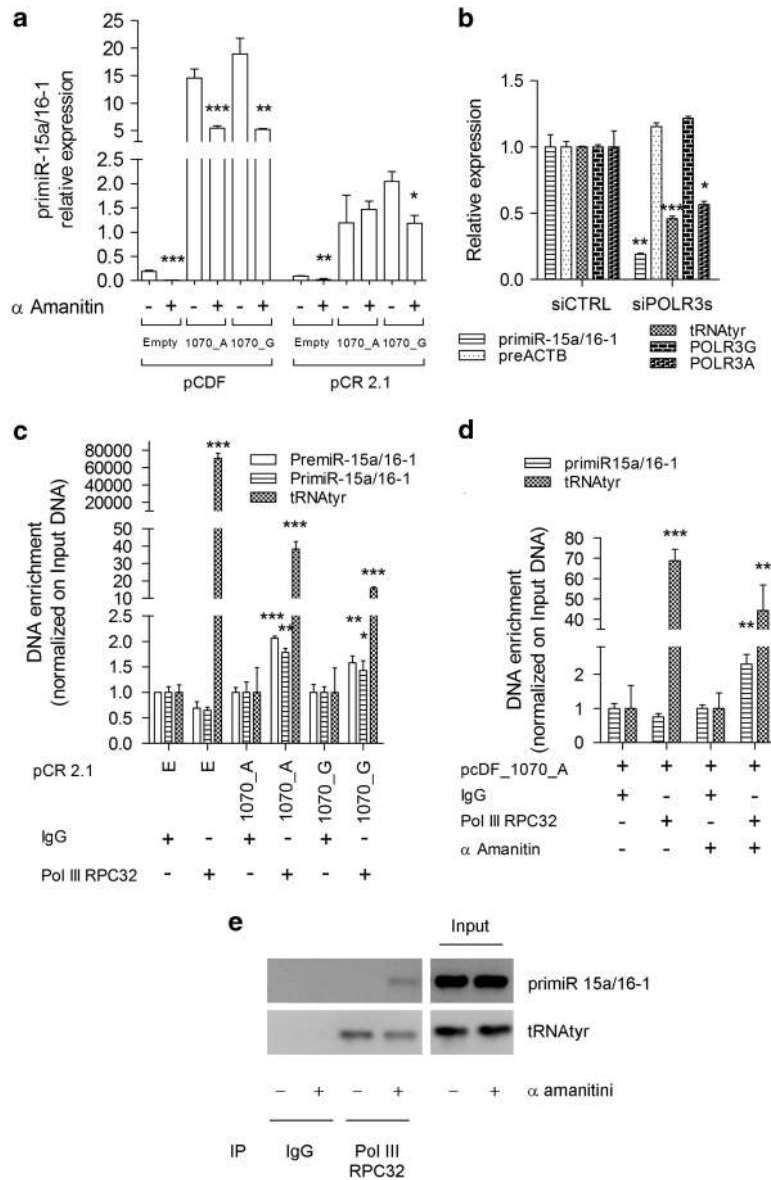 a
primiR-15a/16-1
relative expression
25
20
15
10
5
2.0
1.5
1.0
0.5
0.0
*** ** * *** **
α Amanitin - + - + - + - + - + - +
Empty 1070_A 1070_G Empty 1070_A 1070_G
pCDF pCR 2.1
b
Relative expression
1.5
1.0
0.5
0.0
** *** *
siCTRL siPOLR3s
primiR-15a/16-1
preACTB
tRNAtyr
POLR3G
POLR3A
c
DNA enrichment
(normalized on Input DNA)
80000
70000
60000
50000
40000
60
50
40
30
20
10
2.0
1.5
1.0
0.5
0.0
PremiR-15a/16-1
PrimiR-15a/16-1
tRNAtyr
***
***
***
*** ** ** *
pCR 2.1 E E 1070_A 1070_A 1070_G 1070_G
IgG + - + - + -
Pol III RPC32 - + - + - +
d
primiR15a/16-1
tRNAtyr
DNA enrichment
(normalized on Input DNA)
80
70
60
50
40
30
2
1
0
*** ** **
pcDF_1070_A + + + +
IgG + - + -
Pol III RPC32 - + - +
α Amanitin - - + +
e
Input
primiR 15a/16-1
tRNAtyr
– + – + – + α amanitini
IP IgG Pol III
RPC32